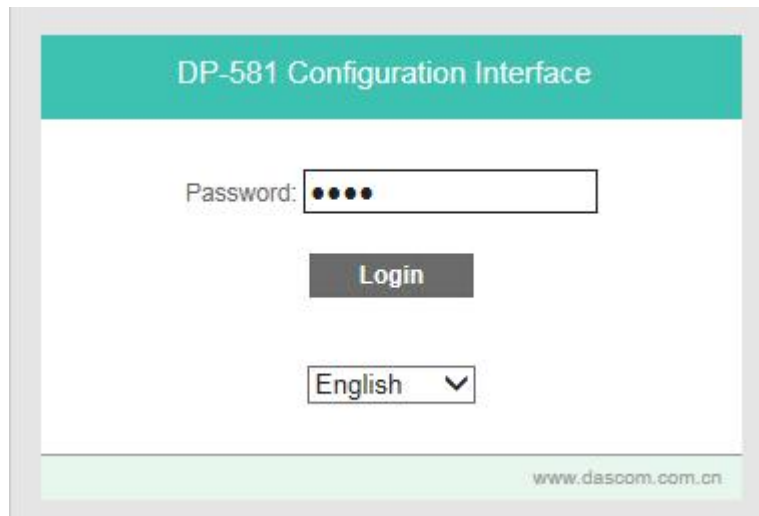 DP-581 Configuration Interface
Password: ●●●●
Login
English
www.dascom.com.cn